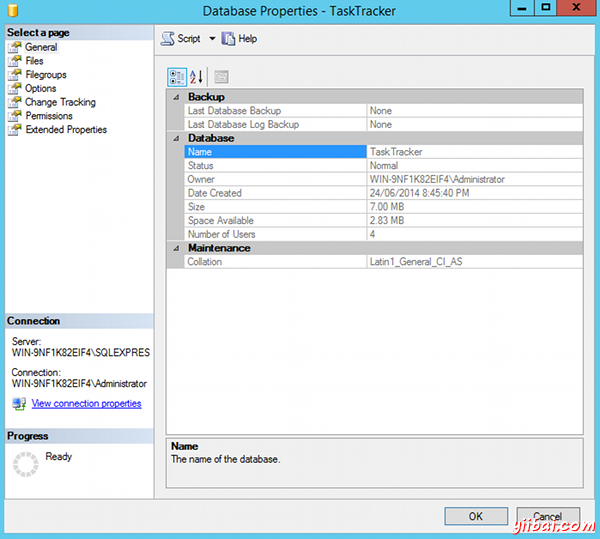 Database Properties - TaskTracker
Select a page
General
Files
Filegroups
Options
Change Tracking
Permissions
Extended Properties
Script Help
Backup
Last Database Backup None
Last Database Log Backup None
Database
Name TaskTracker
Status Normal
Owner WIN-9NF1K82EIF4\Administrator
Date Created 24/06/2014 8:45:40 PM
Size 7.00 MB
Space Available 2.83 MB
Number of Users 4
Maintenance
Collation Latin1_General_CI_AS
Connection
Server:
WIN-9NF1K82EIF4\SQLEXPRES
Connection:
WIN-9NF1K82EIF4\Administrator
View connection properties
Progress
Ready
Name
The name of the database.
OK Cancel
yiibai.com